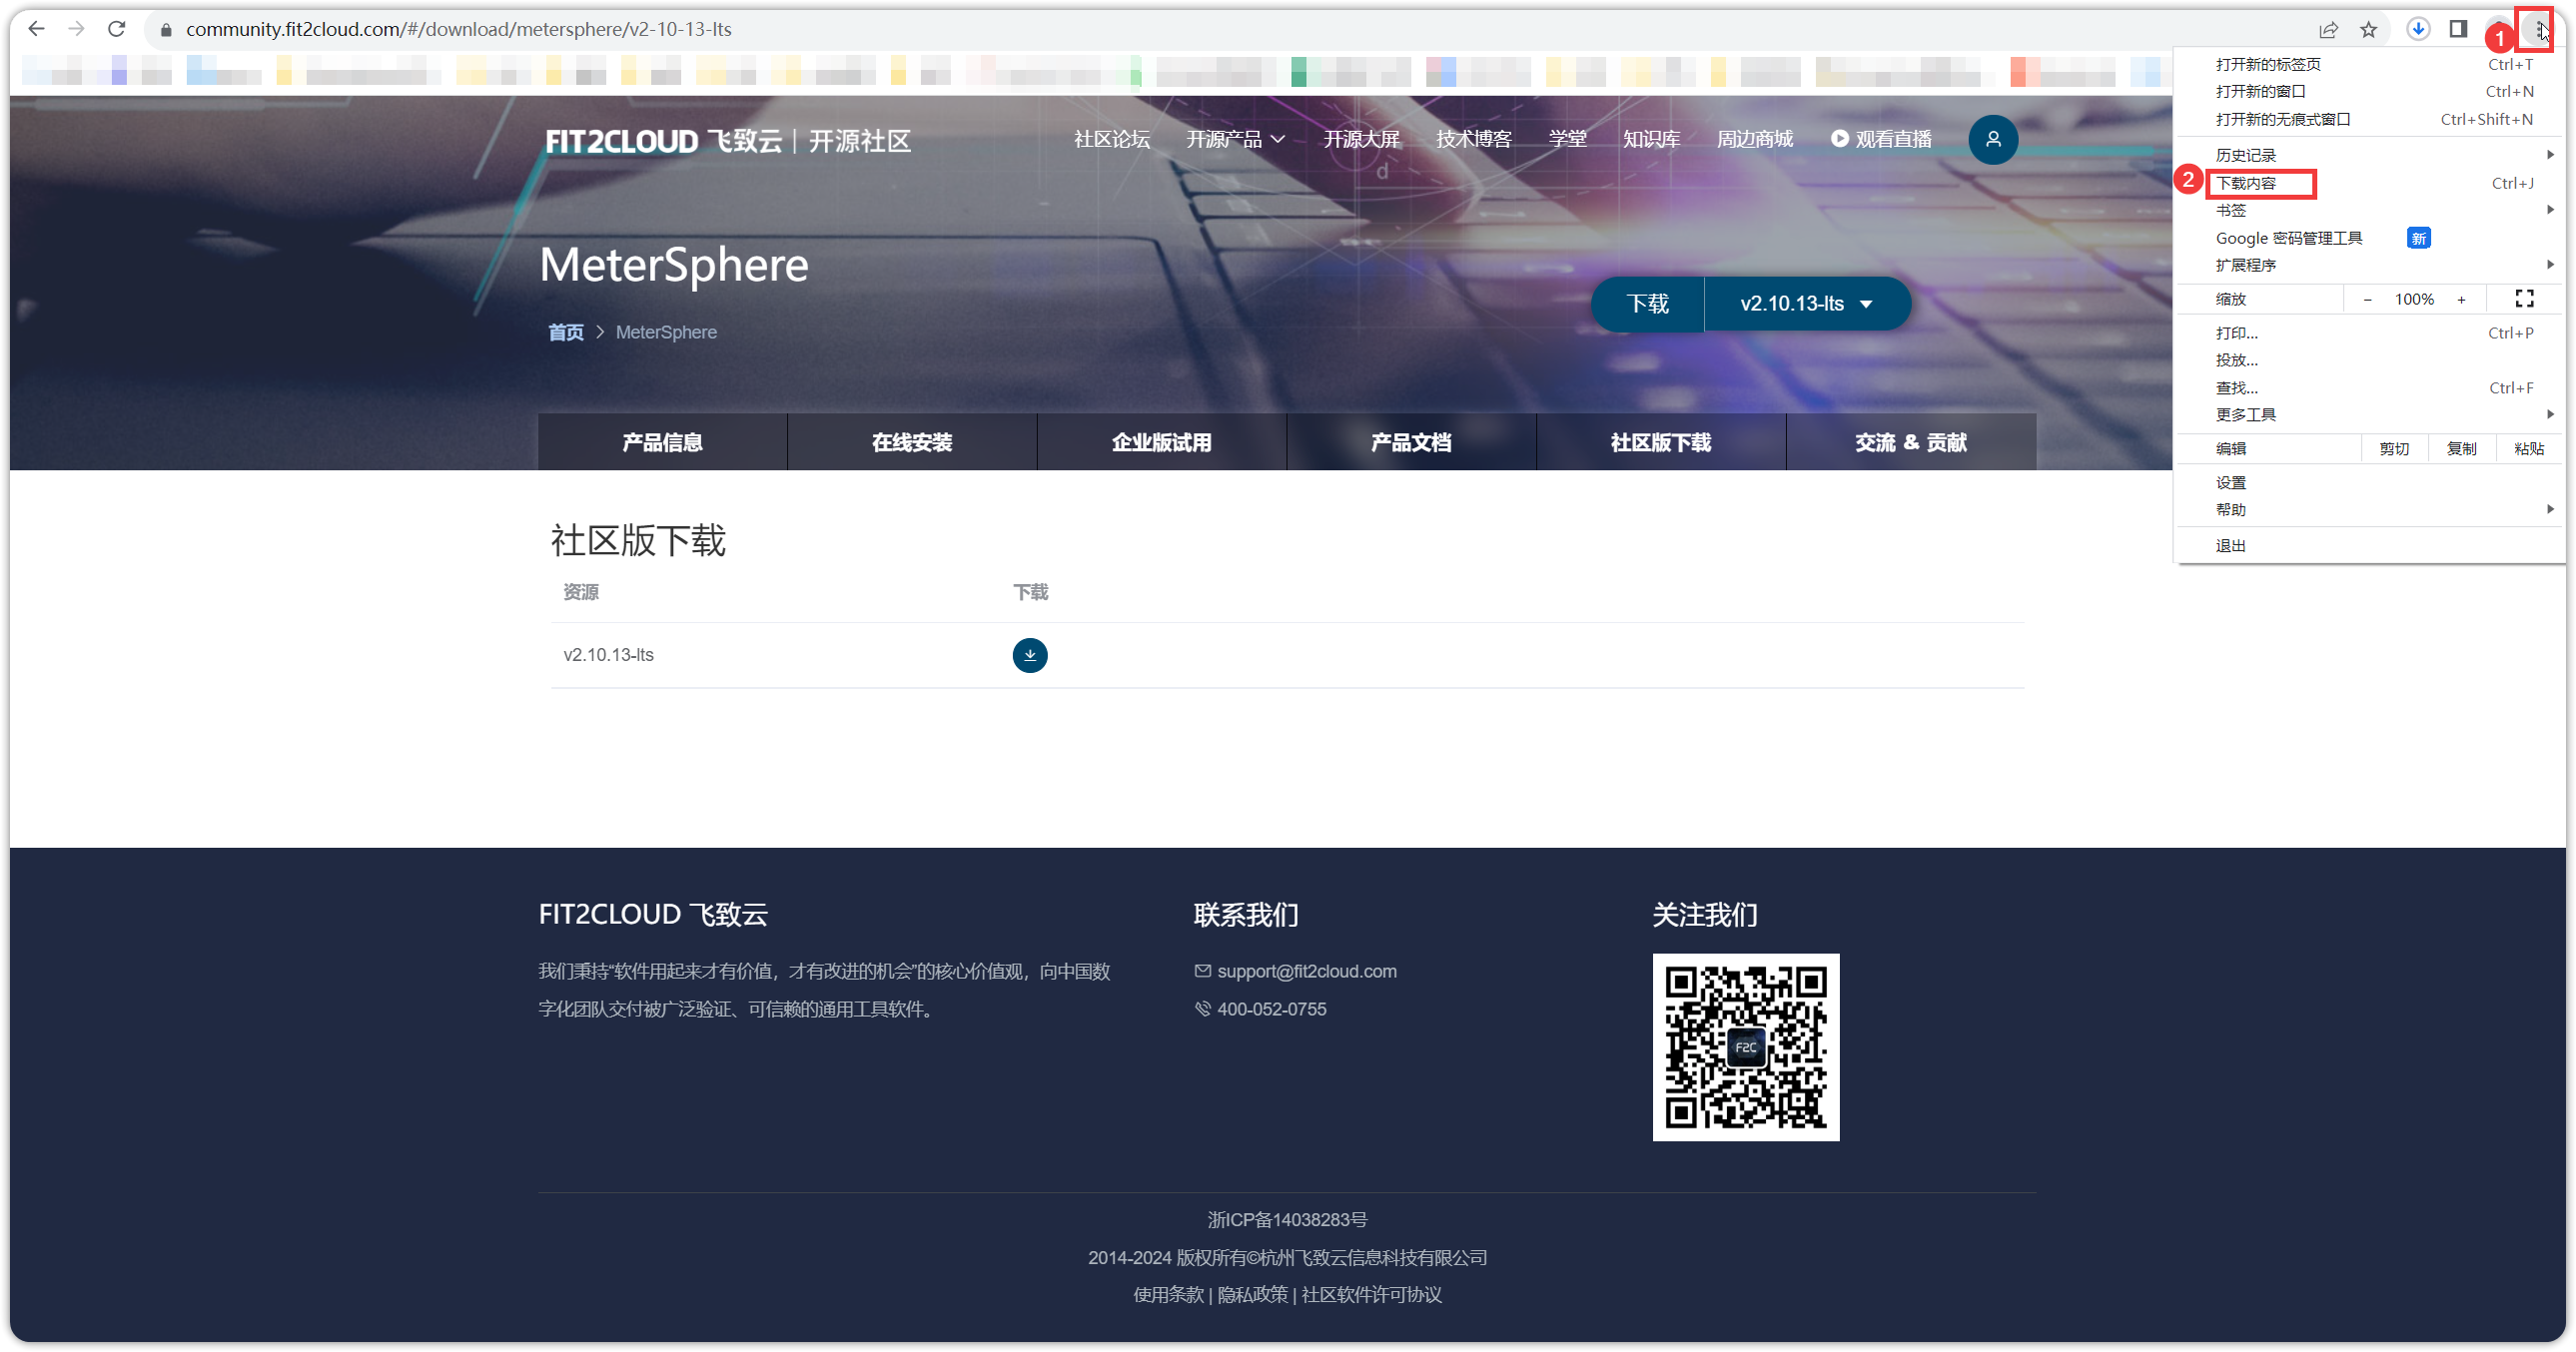 community.fit2cloud.com/#/download/metersphere/v2-10-13-lts
1
打开新的标签页 Ctrl+T
打开新的窗口 Ctrl+N
打开新的无痕式窗口 Ctrl+Shift+N
历史记录
2 下载内容 Ctrl+J
书签
Google 密码管理工具 新
扩展程序
缩放 − 100% +
打印... Ctrl+P
投放...
查找... Ctrl+F
更多工具
编辑 剪切 复制 粘贴
设置
帮助
退出
FIT2CLOUD 飞致云 | 开源社区
社区论坛 开源产品 开源大屏 技术博客 学堂 知识库 周边商城 观看直播
d
MeterSphere
下载 v2.10.13-lts
首页 > MeterSphere
产品信息 在线安装 企业版试用 产品文档 社区版下载 交流 & 贡献
社区版下载
资源 下载
v2.10.13-lts
FIT2CLOUD 飞致云
我们秉持“软件用起来才有价值，才有改进的机会”的核心价值观，向中国数
字化团队交付被广泛验证、可信赖的通用工具软件。
联系我们
support@fit2cloud.com
400-052-0755
关注我们
F2C
浙ICP备14038283号
2014-2024 版权所有©杭州飞致云信息科技有限公司
使用条款 | 隐私政策 | 社区软件许可协议